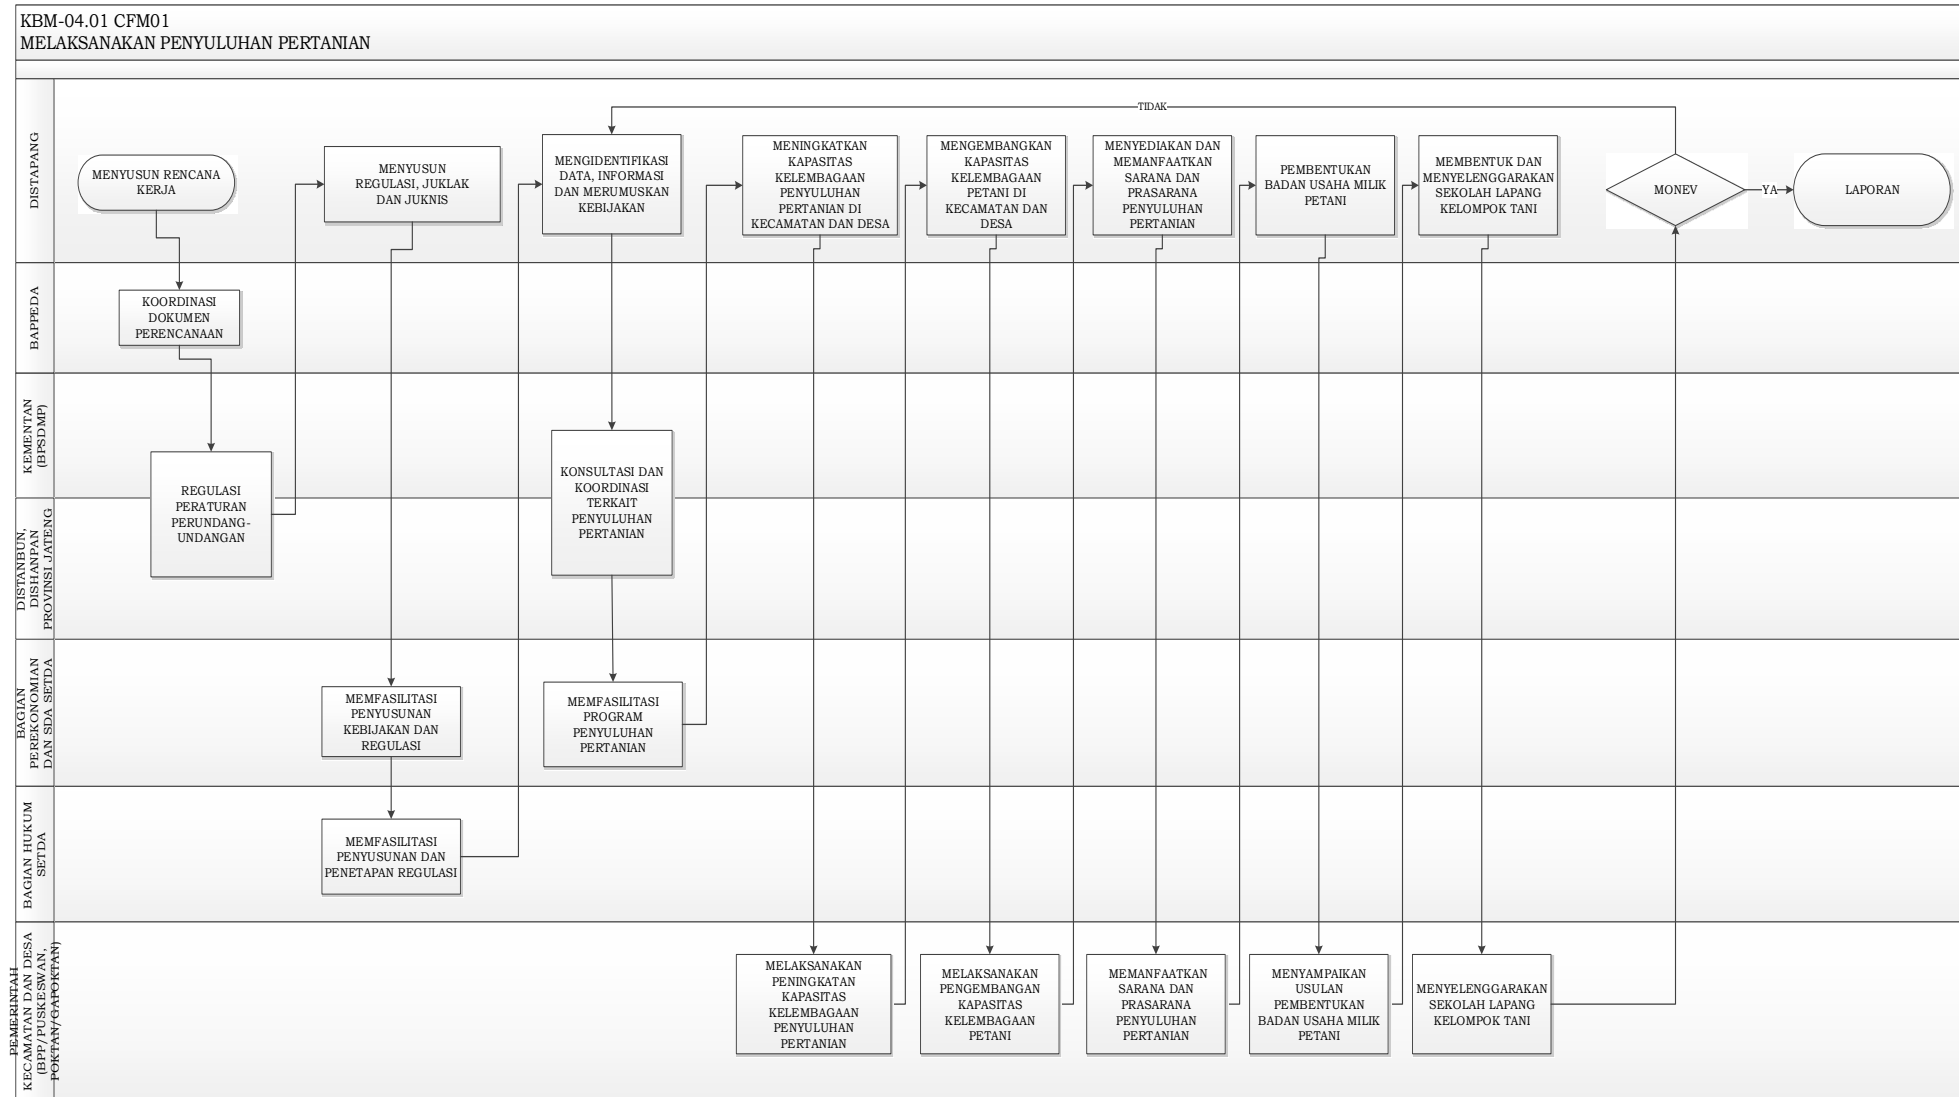 KBM-04.01 CFM01
MELAKSANAKAN PENYULUHAN PERTANIAN
DISTAPANG
MENYUSUN RENCANA
KERJA
MENYUSUN
REGULASI, JUKLAK
DAN JUKNIS
MENGIDENTIFIKASI
DATA, INFORMASI
DAN MERUMUSKAN
KEBIJAKAN
MENINGKATKAN
KAPASITAS
KELEMBAGAAN
PENYULUHAN
PERTANIAN DI
KECAMATAN DAN DESA
MENGEMBANGKAN
KAPASITAS
KELEMBAGAAN
PETANI DI
KECAMATAN DAN
DESA
MENYEDIAKAN DAN
MEMANFAATKAN
SARANA DAN
PRASARANA
PENYULUHAN
PERTANIAN
PEMBENTUKAN
BADAN USAHA MILIK
PETANI
MEMBENTUK DAN
MENYELENGGARAKAN
SEKOLAH LAPANG
KELOMPOK TANI
TIDAK
MONEV
YA
LAPORAN
BAPPEDA
KOORDINASI
DOKUMEN
PERENCANAAN
KEMENTAN
(BPSDMP)
REGULASI
PERATURAN
PERUNDANG-
UNDANGAN
KONSULTASI DAN
KOORDINASI
TERKAIT
PENYULUHAN
PERTANIAN
DISTANBUN,
DISHANPAN
PROVINSI JATENG
BAGIAN
PEREKONOMIAN
DAN SDA SETDA
MEMFASILITASI
PENYUSUNAN
KEBIJAKAN DAN
REGULASI
MEMFASILITASI
PROGRAM
PENYULUHAN
PERTANIAN
BAGIAN HUKUM
SETDA
MEMFASILITASI
PENYUSUNAN DAN
PENETAPAN REGULASI
PEMERINTAH
KECAMATAN DAN DESA
(BPP/PUSKESWAN,
POKTAN/GAPOKTAN)
MELAKSANAKAN
PENINGKATAN
KAPASITAS
KELEMBAGAAN
PENYULUHAN
PERTANIAN
MELAKSANAKAN
PENGEMBANGAN
KAPASITAS
KELEMBAGAAN
PETANI
MEMANFAATKAN
SARANA DAN
PRASARANA
PENYULUHAN
PERTANIAN
MENYAMPAIKAN
USULAN
PEMBENTUKAN
BADAN USAHA MILIK
PETANI
MENYELENGGARAKAN
SEKOLAH LAPANG
KELOMPOK TANI